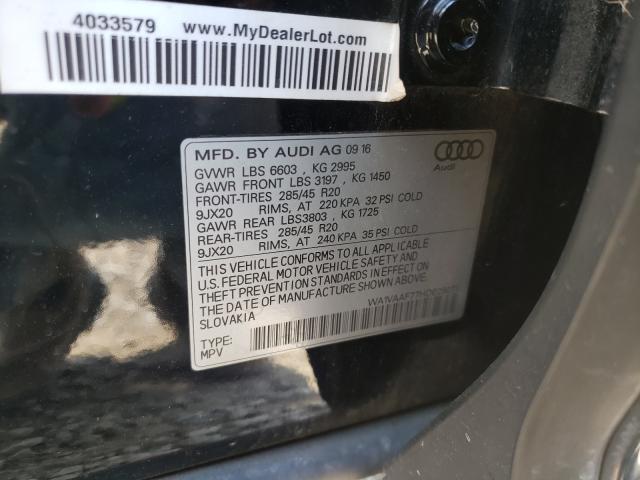 4033579
www.MyDealerLot.com
MFD. BY AUDI AG 09 16
GVWR LBS 6603 , KG 2995
GAWR FRONT LBS 3197 , KG 1450
FRONT-TIRES 285/45 R20
9JX20 RIMS, AT 220 KPA 32 PSI COLD
GAWR REAR LBS3803 , KG 1725
REAR-TIRES 285/45 R20
9JX20 RIMS, AT 240 KPA 35 PSI COLD
THIS VEHICLE CONFORMS TO ALL APPLICABLE
U.S. FEDERAL MOTOR VEHICLE SAFETY AND
THEFT PREVENTION STANDARDS IN EFFECT ON
THE DATE OF MANUFACTURE SHOWN ABOVE.
SLOVAKIA
TYPE:
MPV
Audi